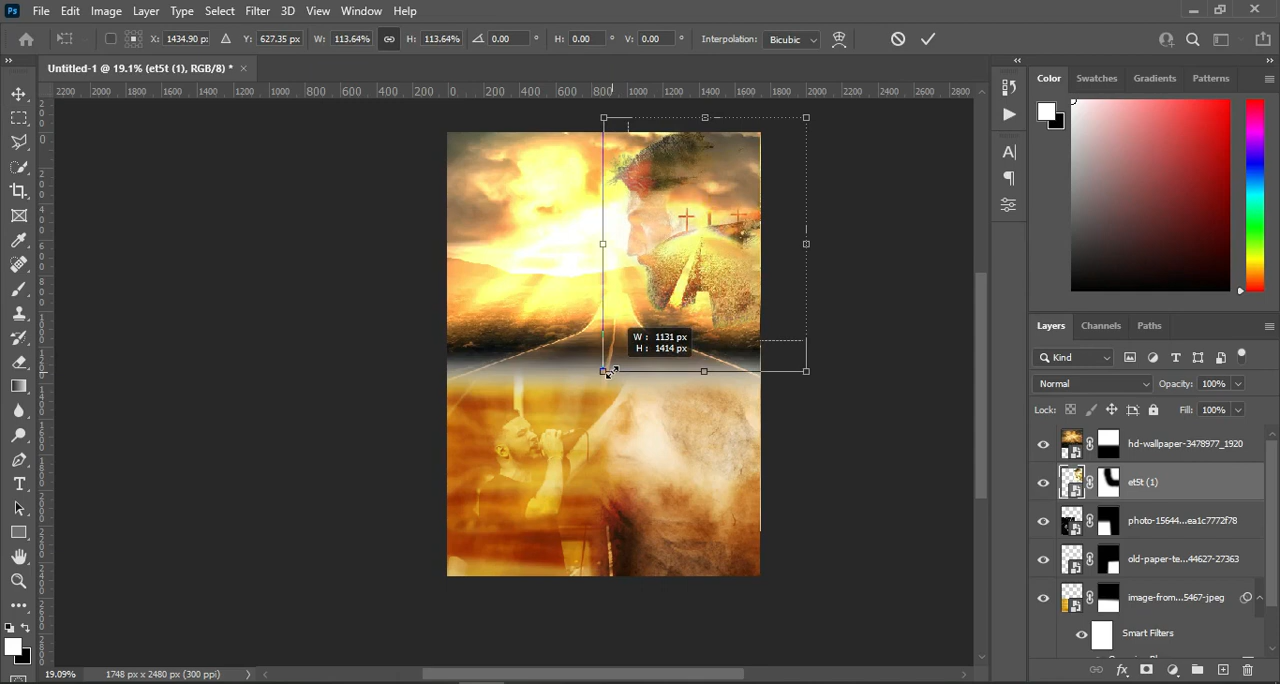 Ps File Edit Image Layer Type Select Filter 3D View Window Help
X: 1434.90 px Y: 627.35 px W: 113.64% H: 113.64% 0.00 ° H: 0.00 ° V: 0.00 ° Interpolation: Bicubic
Untitled-1 @ 19.1% (et5t (1), RGB/8) * ×
2200 2000 1800 1600 1400 1200 1000 800 600 400 200 0 200 400 600 800 1000 1200 1400 1600 1800 2000 2200 2400 2600 2800
Color Swatches Gradients Patterns
W : 1131 px
H : 1414 px
Layers Channels Paths
Kind
Normal Opacity: 100%
Lock: Fill: 100%
hd-wallpaper-3478977_1920
et5t (1)
photo-15644...ea1c7772f78
old-paper-te...44627-27363
image-from...5467-jpeg
Smart Filters
19.09% 1748 px x 2480 px (300 ppi)